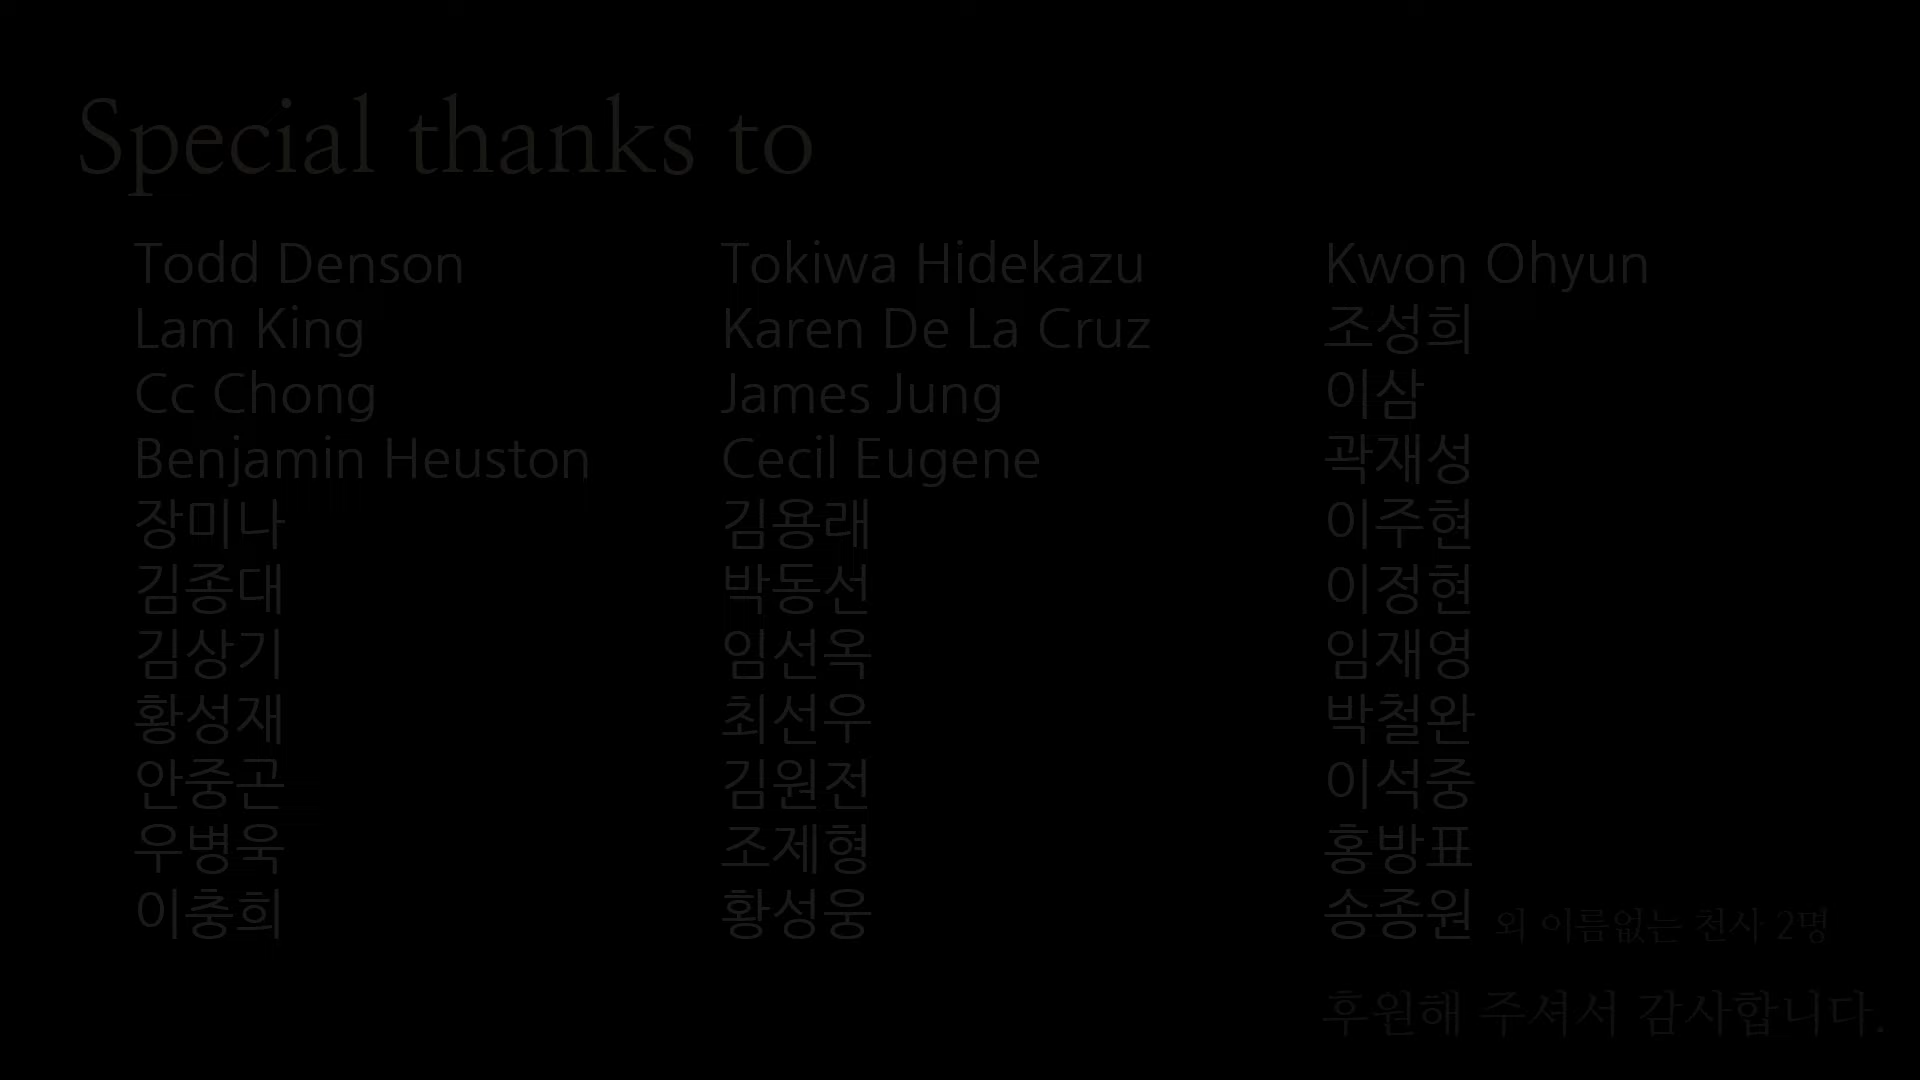 Special thanks to
Todd Denson
Lam King
Cc Chong
Benjamin Heuston
장미나
김종대
김상기
황성재
안중곤
우병욱
이충희
Tokiwa Hidekazu
Karen De La Cruz
James Jung
Cecil Eugene
김용래
박동선
임선옥
최선우
김원전
조제형
황성웅
Kwon Ohyun
조성희
이삼
곽재성
이주현
이정현
임재영
박철완
이석중
홍방표
송종원 외 이름없는 천사 2명
후원해 주셔서 감사합니다.